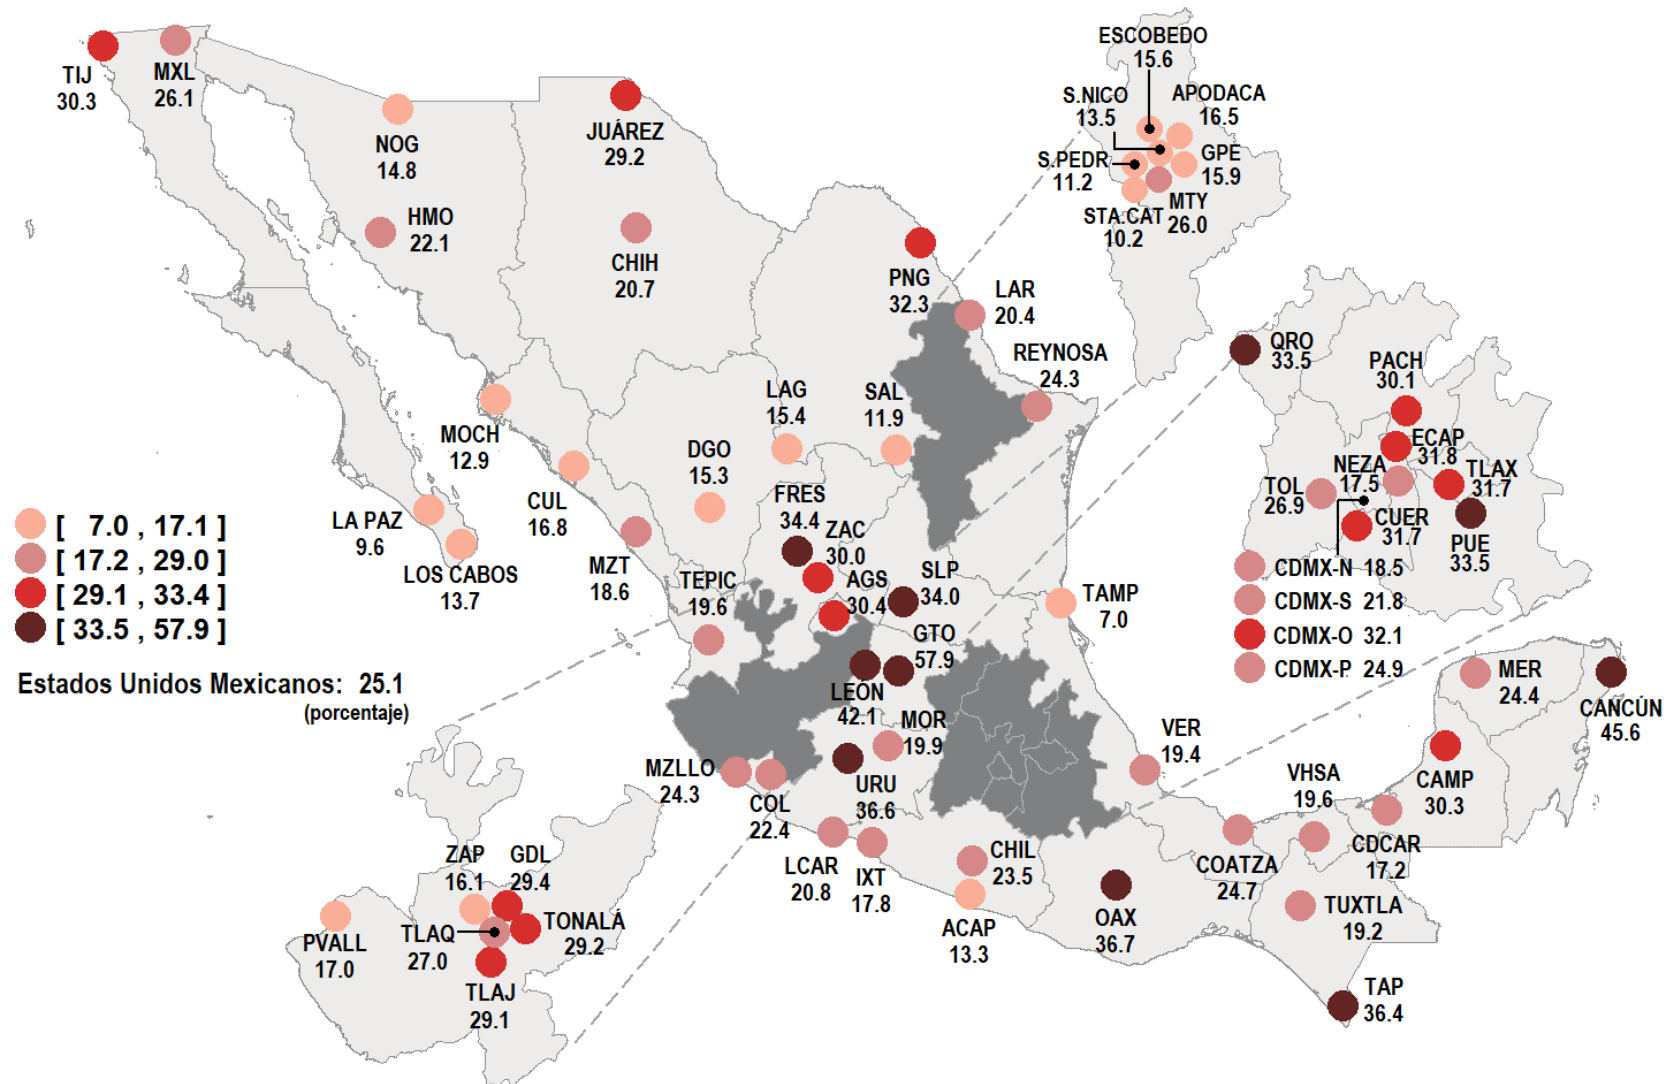 TIJ
30.3
MXL
26.1
NOG
14.8
HMO
22.1
JUÁREZ
29.2
CHIH
20.7
PNG
32.3
LAR
20.4
REYNOSA
24.3
ESCOBEDO
15.6
S.NICO
13.5
APODACA
16.5
S.PEDR
11.2
GPE
15.9
STA.CAT
10.2
MTY
26.0
MOCH
12.9
CUL
16.8
LA PAZ
9.6
LOS CABOS
13.7
LAG
15.4
SAL
11.9
DGO
15.3
MZT
18.6
FRES
34.4
ZAC
30.0
AGS
30.4
SLP
34.0
TEPIC
19.6
GTO
57.9
LEON
42.1
TAMP
7.0
QRO
33.5
PACH
30.1
ECAP
31.8
NEZA
17.5
TLAX
31.7
TOL
26.9
CUER
31.7
PUE
33.5
CDMX-N 18.5
CDMX-S 21.8
CDMX-O 32.1
CDMX-P 24.9
[ 7.0 , 17.1 ]
[ 17.2 , 29.0 ]
[ 29.1 , 33.4 ]
[ 33.5 , 57.9 ]
Estados Unidos Mexicanos: 25.1
(porcentaje)
MZLLO
24.3
COL
22.4
MOR
19.9
URU
36.6
LCAR
20.8
IXT
17.8
CHIL
23.5
ACAP
13.3
VER
19.4
OAX
36.7
COATZA
24.7
VHSA
19.6
CDCAR
17.2
TUXTLA
19.2
TAP
36.4
MER
24.4
CANCÚN
45.6
CAMP
30.3
ZAP
16.1
GDL
29.4
TONALÁ
29.2
TLAQ
27.0
TLAJ
29.1
PVALL
17.0